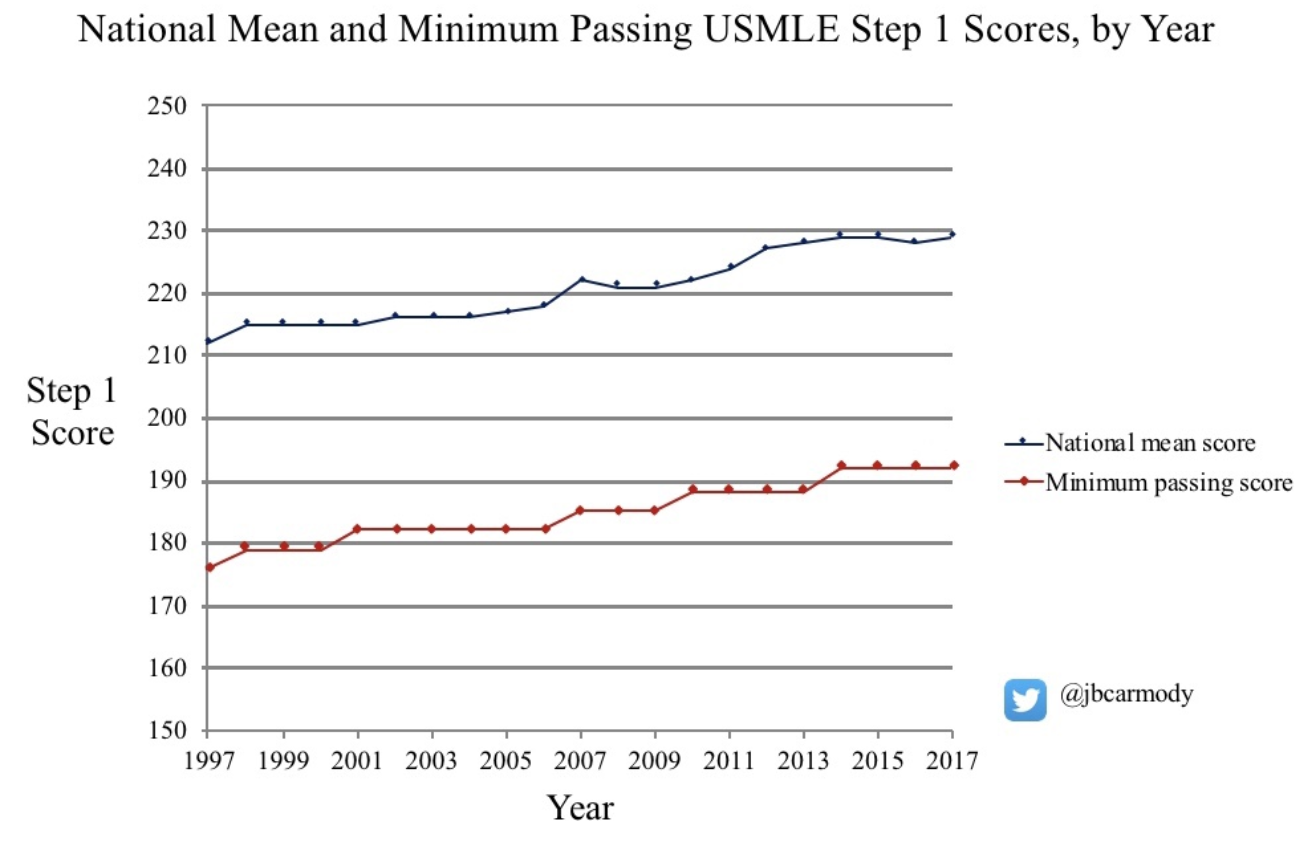 National Mean and Minimum Passing USMLE Step 1 Scores, by Year
250
240
230
220
210
200
190
180
170
160
150
Step 1
Score
1997 1999 2001 2003 2005 2007 2009 2011 2013 2015 2017
Year
National mean score
Minimum passing score
@jbcarmody